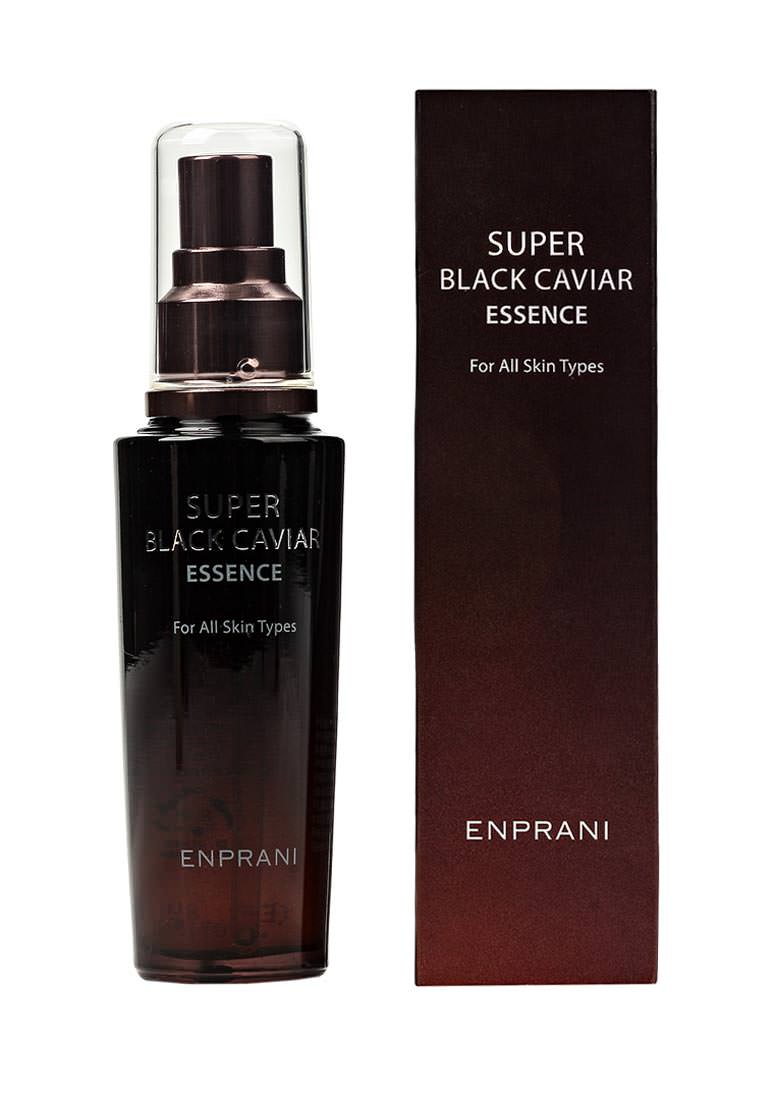 SUPER
BLACK CAVIAR
ESSENCE
For All Skin Types
ENPRANI
SUPER
BLACK CAVIAR
ESSENCE
For All Skin Types
ENPRANI